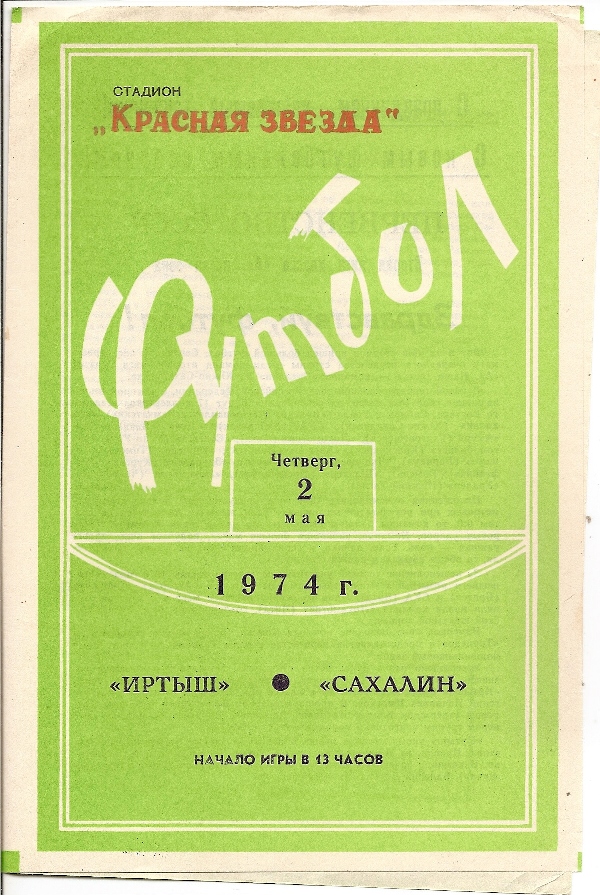 СТАДИОН
„КРАСНАЯ ЗВЕЗДА“
Футбол
Четверг,
2
мая
1974 г.
«ИРТЫШ» ● «САХАЛИН»
НАЧАЛО ИГРЫ В 13 ЧАСОВ